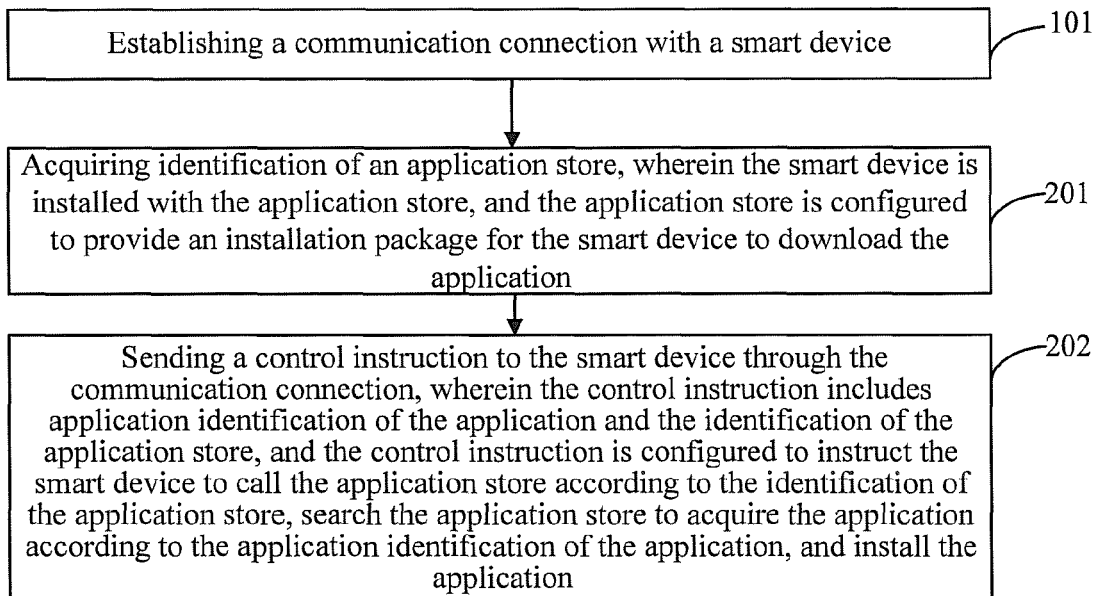 Establishing a communication connection with a smart device
101
Acquiring identification of an application store, wherein the smart device is
installed with the application store, and the application store is configured
to provide an installation package for the smart device to download the
application
201
Sending a control instruction to the smart device through the
communication connection, wherein the control instruction includes
application identification of the application and the identification of the
application store, and the control instruction is configured to instruct the
smart device to call the application store according to the identification of
the application store, search the application store to acquire the application
according to the application identification of the application, and install the
application
202